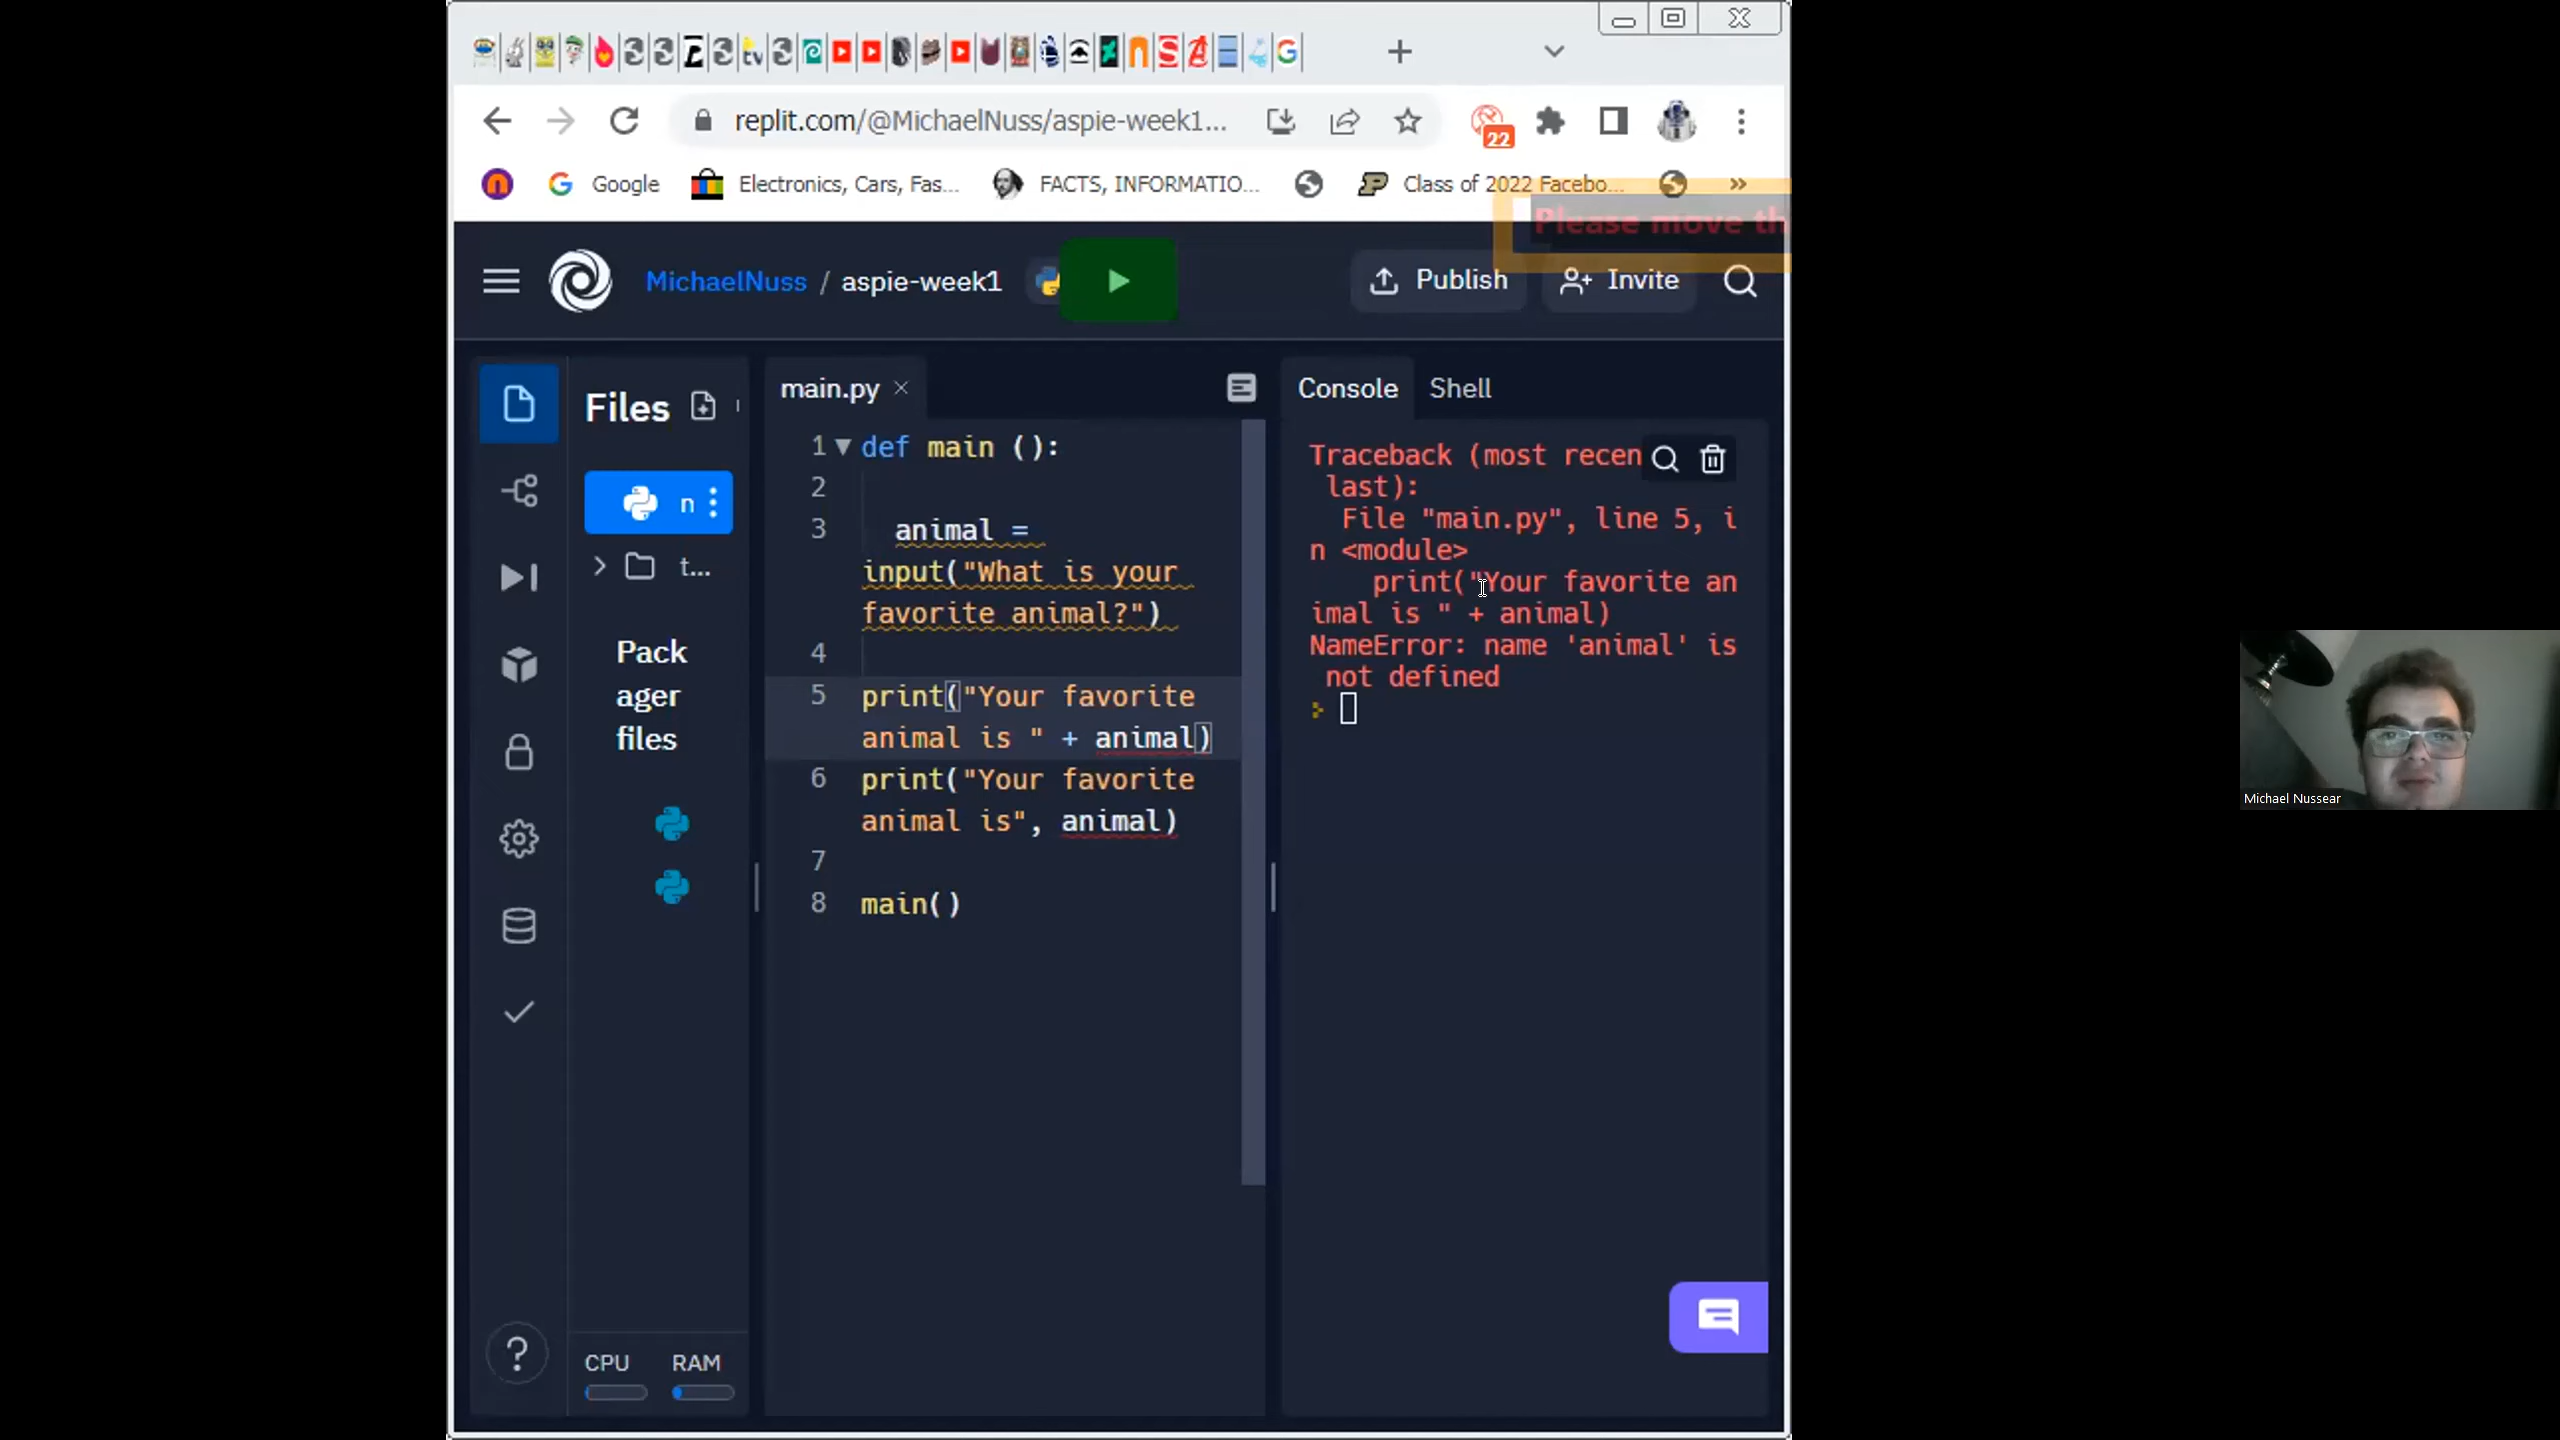 replit.com/@MichaelNuss/aspie-week1...
22
Google
Electronics, Cars, Fas...
FACTS, INFORMATIO...
Class of 2022 Facebo...
»
Please move th
MichaelNuss / aspie-week1
Publish
Invite
Files
main.py
Console
Shell
n
t...
Pack
ager
files
1 def main ():
2
3 animal =
input("What is your
favorite animal?")
4
5 print("Your favorite
animal is " + animal)
6 print("Your favorite
animal is", animal)
7
8 main()
Traceback (most recen
last):
File "main.py", line 5, i
n <module>
print("Your favorite an
imal is " + animal)
NameError: name 'animal' is
not defined
CPU
RAM
?
Michael Nussear